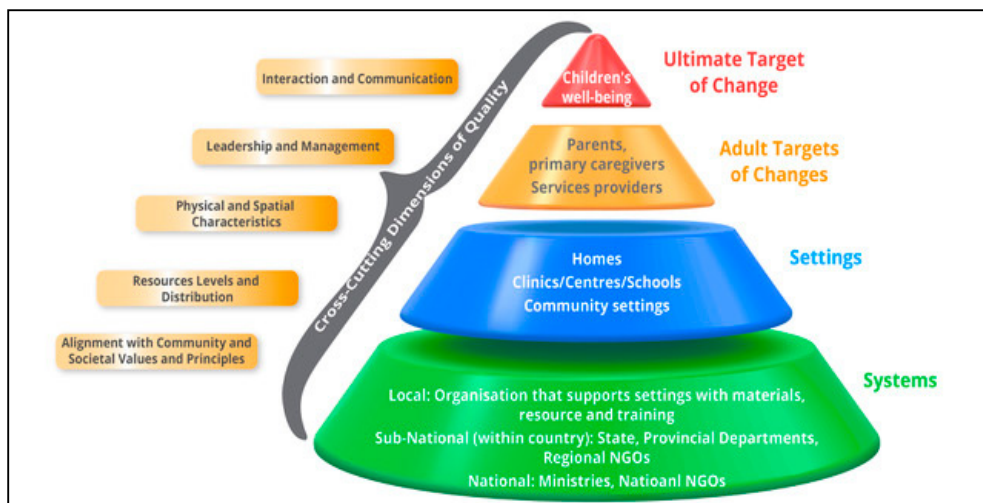 Interaction and Communication
Leadership and Management
Physical and Spatial
Characteristics
Resources Levels and
Distribution
Alignment with Community and
Societal Values and Principles
Cross-Cutting Dimensions of Quality
Children's
well-being
Ultimate Target
of Change
Parents,
primary caregivers
Services providers
Adult Targets
of Changes
Homes
Clinics/Centres/Schools
Community settings
Settings
Local: Organisation that supports settings with materials,
resource and training
Sub-National (within country): State, Provincial Departments,
Regional NGOs
National: Ministries, Natioanl NGOs
Systems